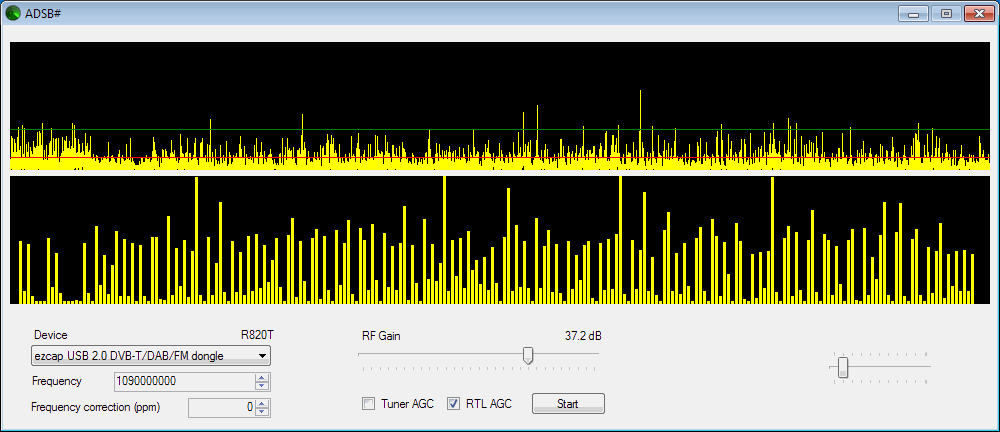 ADSB#
Device R820T
ezcap USB 2.0 DVB-T/DAB/FM dongle
Frequency 1090000000
Frequency correction (ppm) 0
RF Gain 37.2 dB
Tuner AGC RTL AGC Start